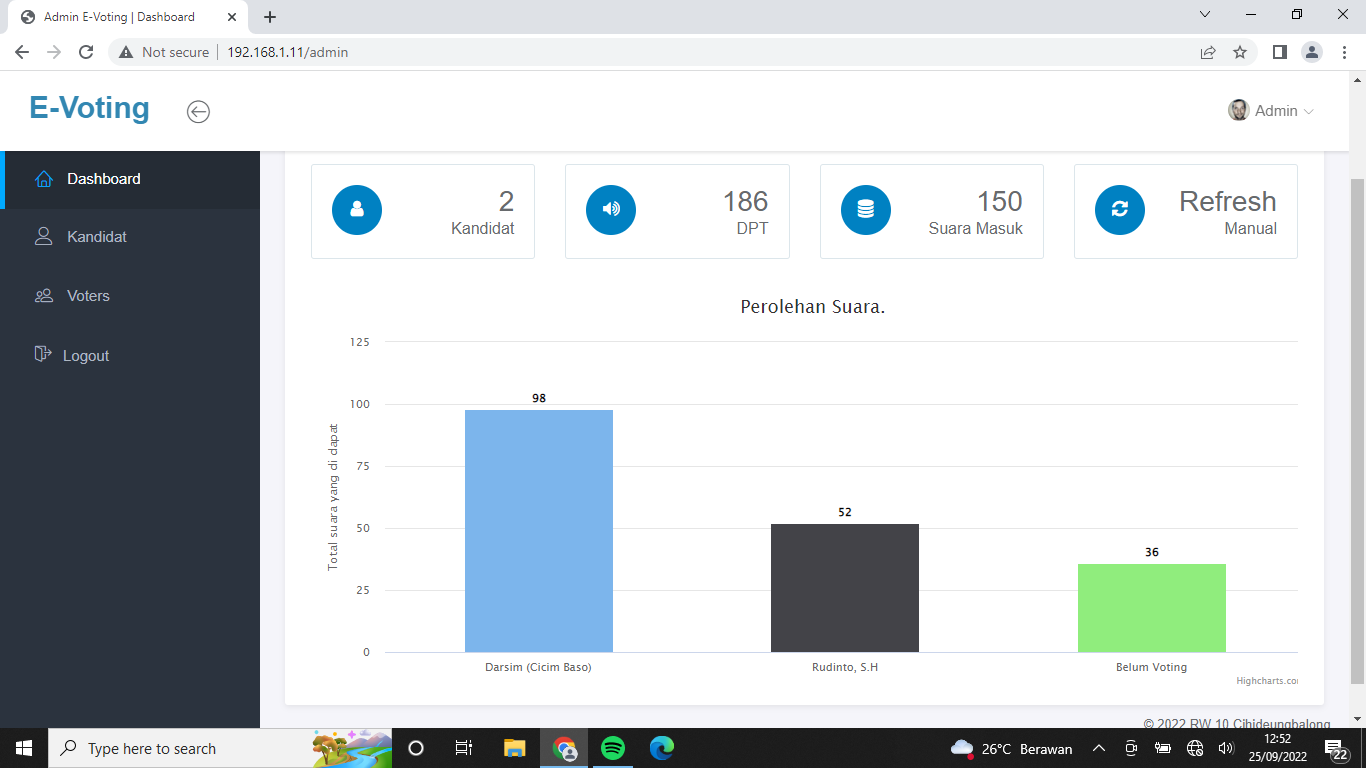 Admin E-Voting | Dashboard
Not secure
192.168.1.11/admin
E-Voting
Admin
Dashboard
Kandidat
Voters
Logout
2
Kandidat
186
DPT
150
Suara Masuk
Refresh
Manual
Perolehan Suara.
Total suara yang di dapat
125
100
75
50
25
0
98
52
36
Darsim (Cicim Baso)
Rudinto, S.H
Belum Voting
Highcharts.co
© 2022 RW 10 Cihideungbalong
Type here to search
26°C Berawan
12:52
25/09/2022
22